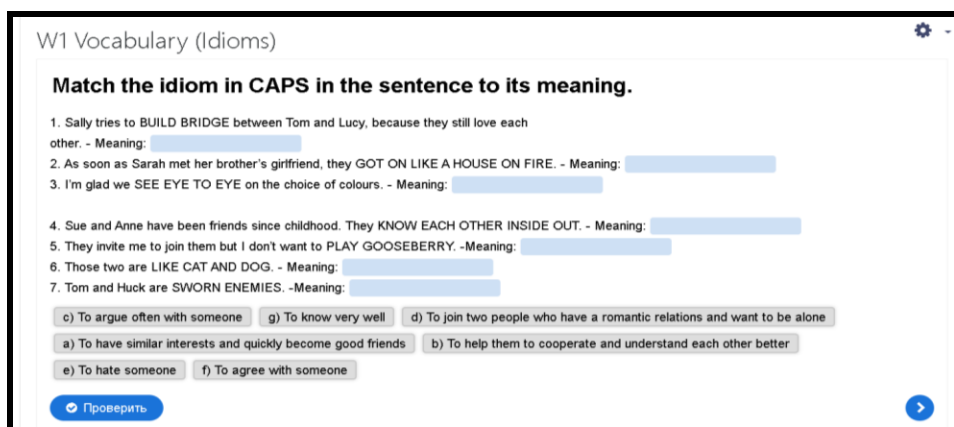 W1 Vocabulary (Idioms)
Match the idiom in CAPS in the sentence to its meaning.
1. Sally tries to BUILD BRIDGE between Tom and Lucy, because they still love each
other. - Meaning:
2. As soon as Sarah met her brother's girlfriend, they GOT ON LIKE A HOUSE ON FIRE. - Meaning:
3. I'm glad we SEE EYE TO EYE on the choice of colours. - Meaning:
4. Sue and Anne have been friends since childhood. They KNOW EACH OTHER INSIDE OUT. - Meaning:
5. They invite me to join them but I don't want to PLAY GOOSEBERRY. -Meaning:
6. Those two are LIKE CAT AND DOG. - Meaning:
7. Tom and Huck are SWORN ENEMIES. -Meaning:
c) To argue often with someone g) To know very well d) To join two people who have a romantic relations and want to be alone
a) To have similar interests and quickly become good friends b) To help them to cooperate and understand each other better
e) To hate someone f) To agree with someone
Проверить